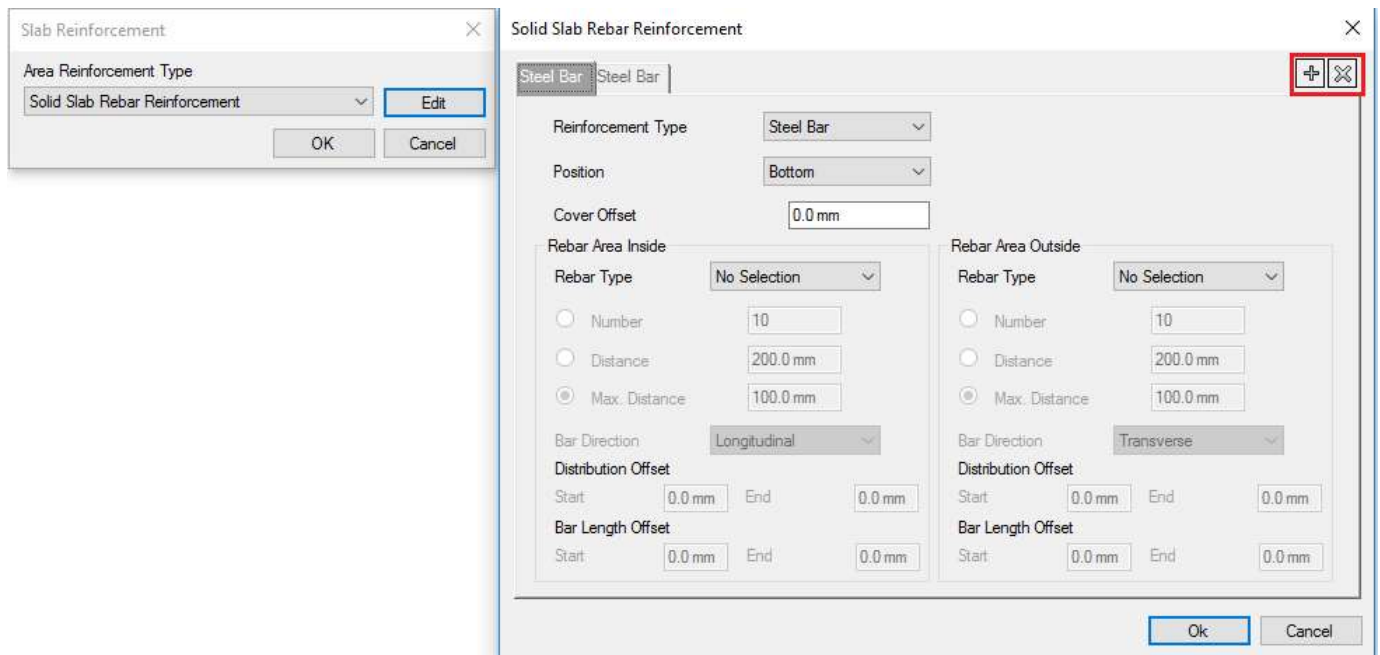 Slab Reinforcement
Area Reinforcement Type
Solid Slab Rebar Reinforcement Edit
OK Cancel
Solid Slab Rebar Reinforcement
Steel Bar Steel Bar
Reinforcement Type Steel Bar
Position Bottom
Cover Offset 0.0 mm
Rebar Area Inside
Rebar Type No Selection
Number 10
Distance 200.0 mm
Max. Distance 100.0 mm
Bar Direction Longitudinal
Distribution Offset
Start 0.0 mm End 0.0 mm
Bar Length Offset
Start 0.0 mm End 0.0 mm
Rebar Area Outside
Rebar Type No Selection
Number 10
Distance 200.0 mm
Max. Distance 100.0 mm
Bar Direction Transverse
Distribution Offset
Start 0.0 mm End 0.0 mm
Bar Length Offset
Start 0.0 mm End 0.0 mm
Ok Cancel